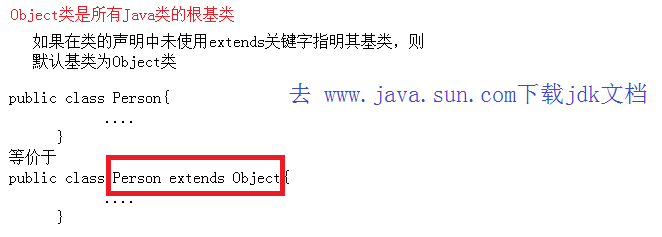 Object类是所有Java类的根基类
如果在类的声明中未使用extends关键字指明其基类，则
默认基类为Object类
去 www.java.sun.com下载jdk文档
public class Person{
....
}
等价于
public class Person extends Object{
....
}